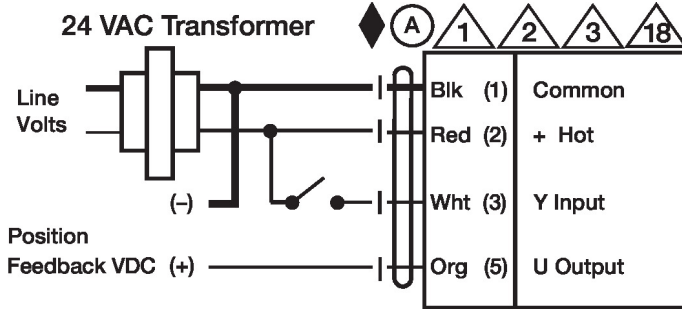 24 VAC Transformer
A 1 2 3 18
Line Volts
Blk (1) Common
Red (2) + Hot
(–) Wht (3) Y Input
Position
Feedback VDC (+) Org (5) U Output